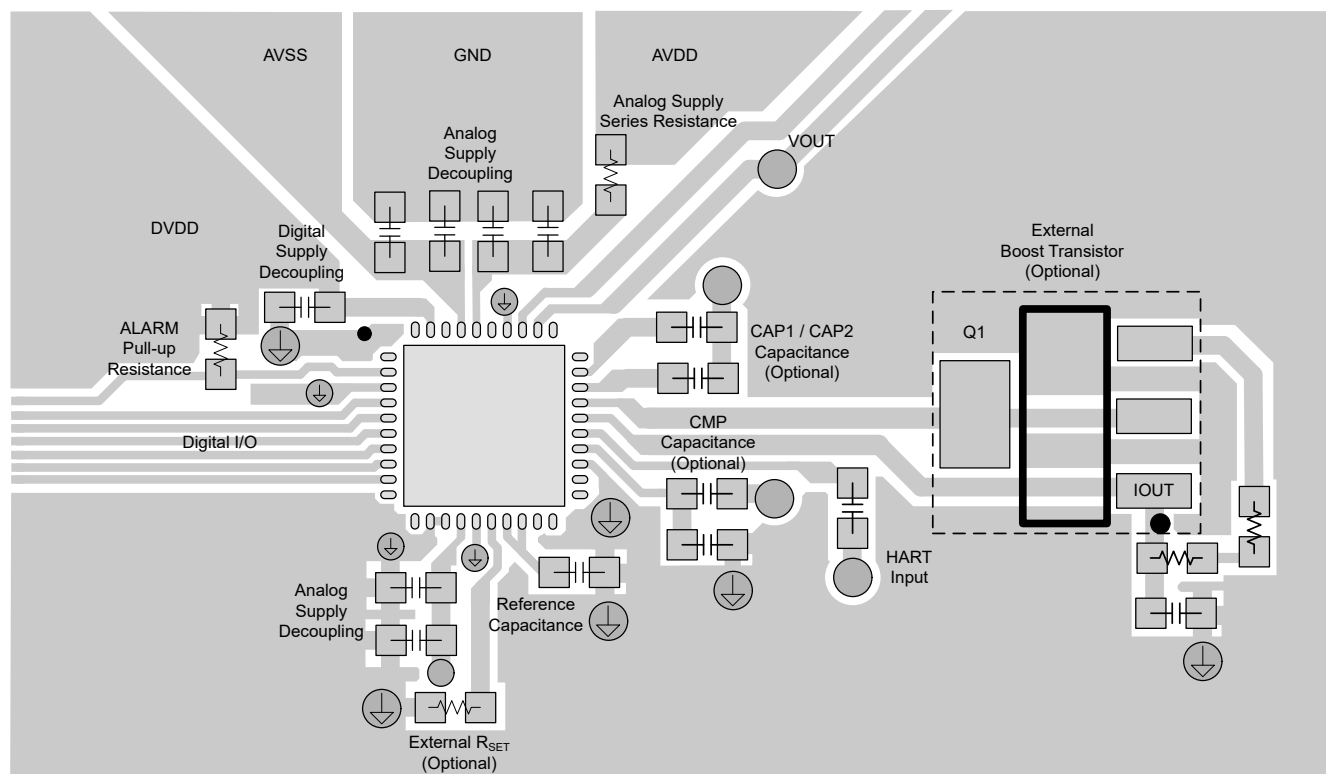 AVSS
GND
AVDD
Analog Supply
Series Resistance
Analog
Supply
Decoupling
VOUT
DVDD
Digital
Supply
Decoupling
External
Boost Transistor
(Optional)
ALARM
Pull-up
Resistance
CAP1 / CAP2
Capacitance
(Optional)
Q1
Digital I/O
CMP
Capacitance
(Optional)
IOUT
HART
Input
Analog
Supply
Decoupling
Reference
Capacitance
External RSET
(Optional)